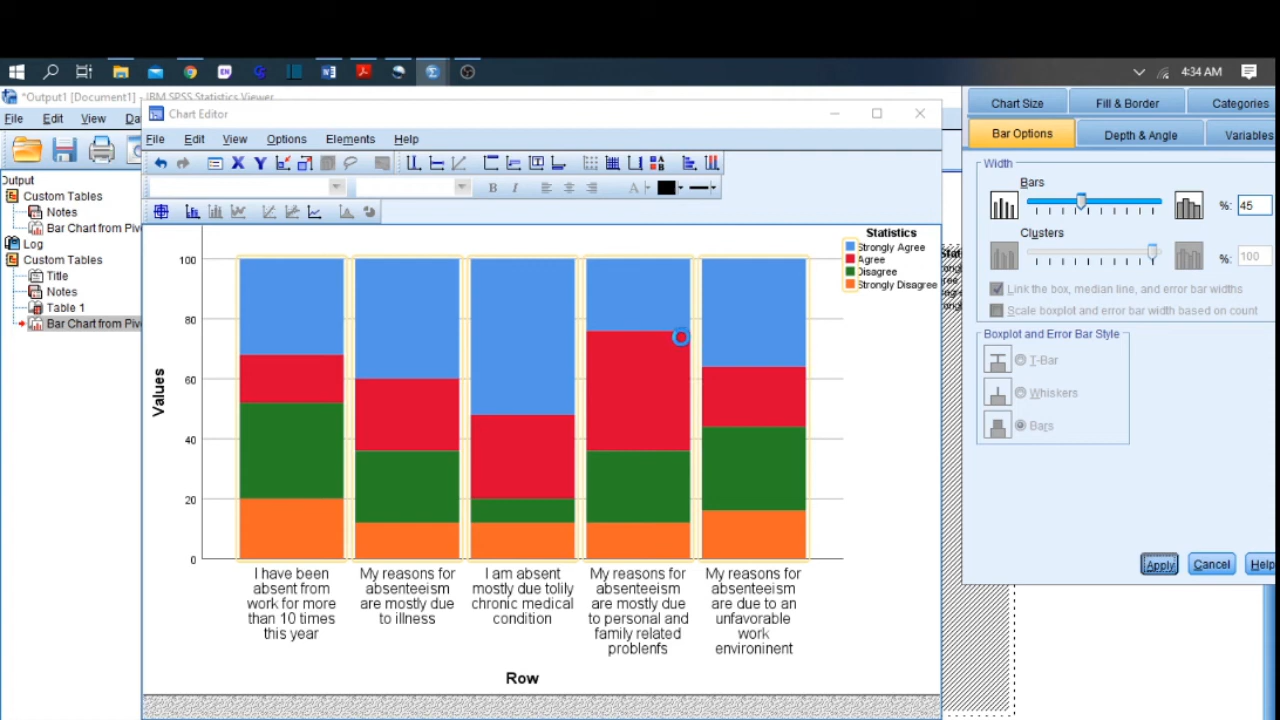 4:34 AM
*Output1 [Document1] - IBM SPSS Statistics Viewer
File Edit View Da
Output
Custom Tables
Notes
Bar Chart from Piv
Log
Custom Tables
Title
Notes
Table 1
Bar Chart from Piv
Chart Editor
File Edit View Options Elements Help
B I A
Statistics
Strongly Agree
Agree
Disagree
Strongly Disagree
Values
100
80
60
40
20
0
I have been
absent from
work for more
than 10 times
this year
My reasons for
absenteeism
are mostly due
to illness
I am absent
mostly due tolily
chronic medical
condition
My reasons for
absenteeism
are mostly due
to personal and
family related
problenfs
My reasons for
absenteeism
are due to an
unfavorable
work
environinent
Row
Chart Size Fill & Border Categories
Bar Options Depth & Angle Variables
Width
Bars
%: 45
Clusters
%: 100
Link the box, median line, and error bar widths
Scale boxplot and error bar width based on count
Boxplot and Error Bar Style
T-Bar
Whiskers
Bars
Apply Cancel Help